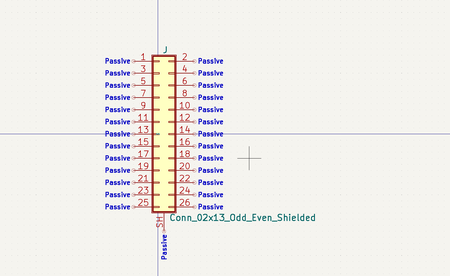 J
Passive 1 2 Passive
Passive 3 4 Passive
Passive 5 6 Passive
Passive 7 8 Passive
Passive 9 10 Passive
Passive 11 12 Passive
Passive 13 14 Passive
Passive 15 16 Passive
Passive 17 18 Passive
Passive 19 20 Passive
Passive 21 22 Passive
Passive 23 24 Passive
Passive 25 26 Passive
SH
Conn_02x13_Odd_Even_Shielded
Passive